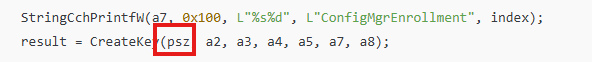 StringCchPrintfW(a7, 0x100, L"%s%d", L"ConfigMgrEnrollment", index);
result = CreateKey(psz, a2, a3, a4, a5, a7, a8);